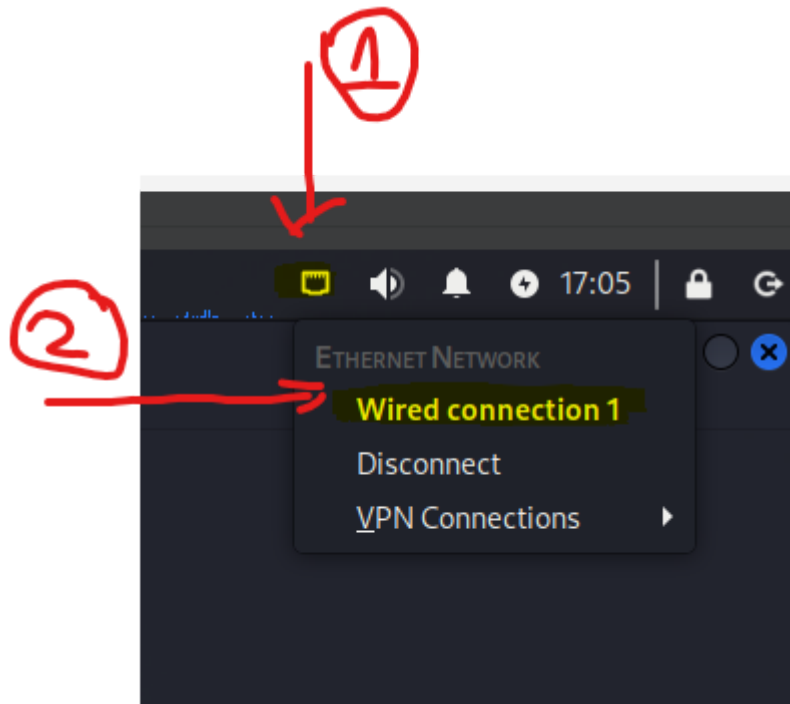 1
17:05
2
Ethernet Network
Wired connection 1
Disconnect
VPN Connections